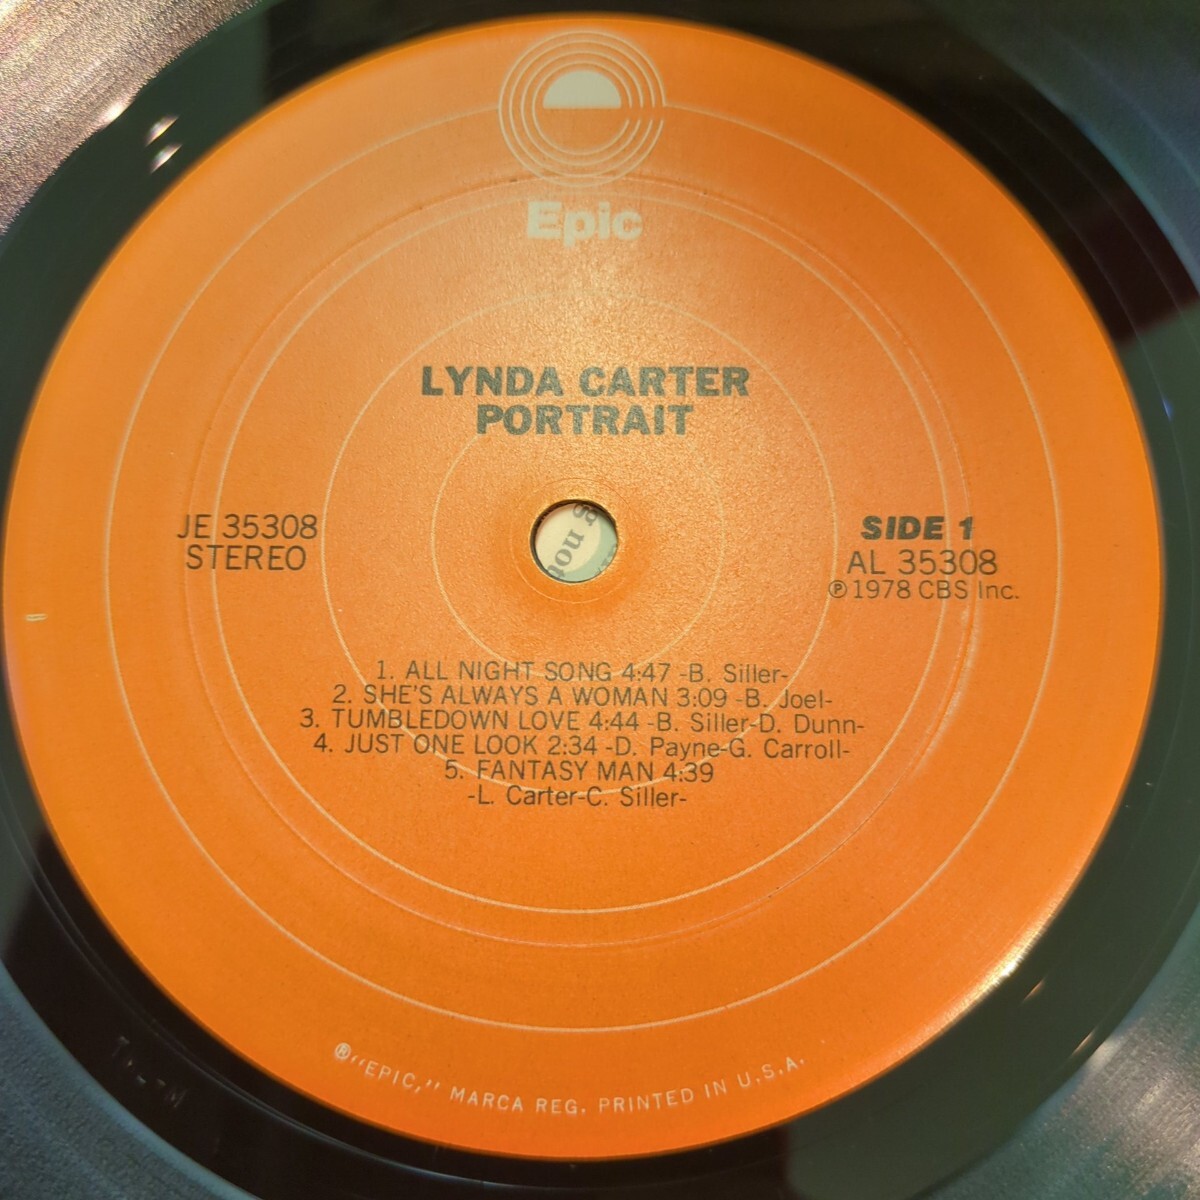 Epic
LYNDA CARTER
PORTRAIT
JE 35308
STEREO
SIDE 1
AL 35308
℗ 1978 CBS Inc.
g not
1. ALL NIGHT SONG 4:47 -B. Siller-
2. SHE'S ALWAYS A WOMAN 3:09 -B. Joel-
3. TUMBLEDOWN LOVE 4:44 -B. Siller-D. Dunn-
4. JUST ONE LOOK 2:34 -D. Payne-G. Carroll-
5. FANTASY MAN 4:39
-L. Carter-C. Siller-
® "EPIC," MARCA REG. PRINTED IN U.S.A.